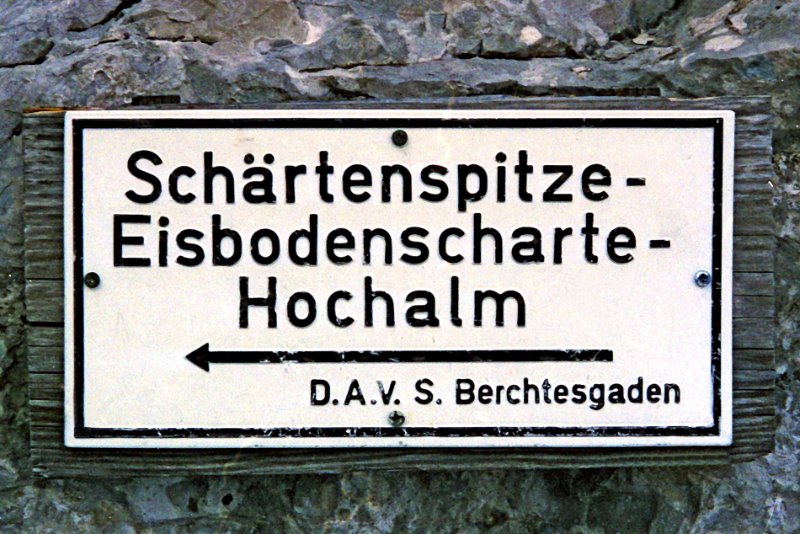 Schärtenspitze-
Eisbodenscharte-
Hochalm
D.A.V. S. Berchtesgaden